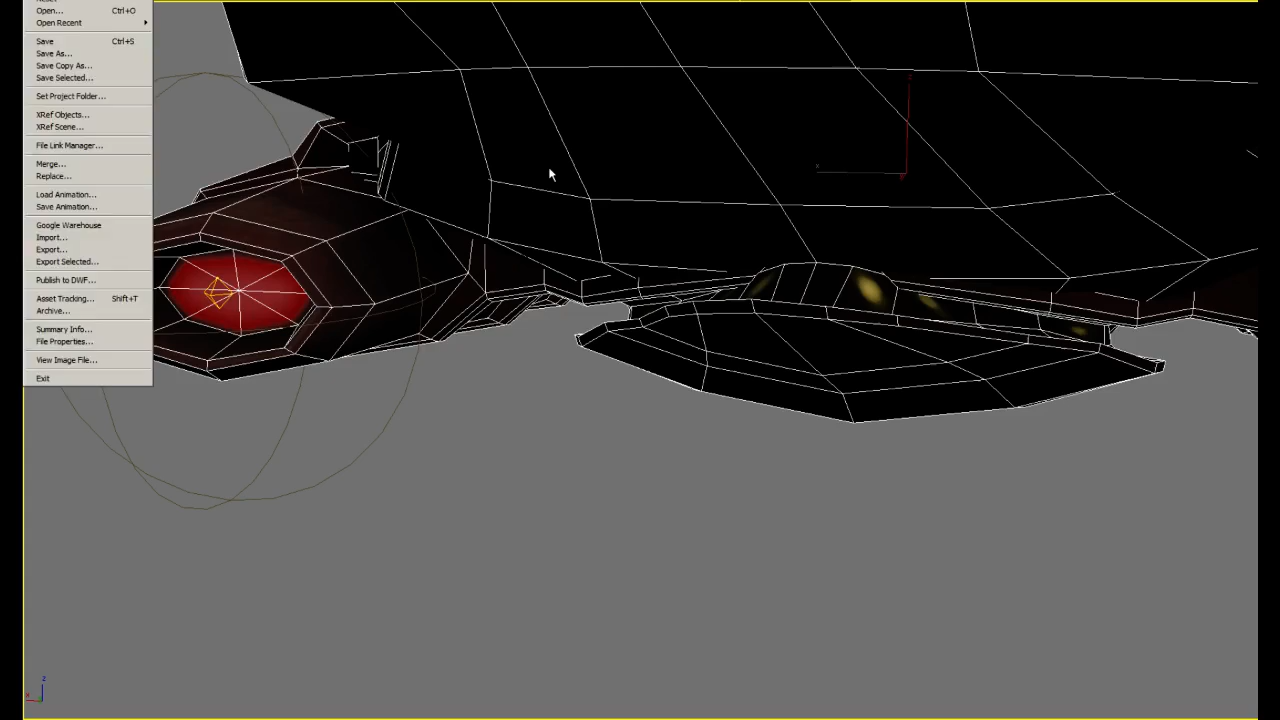 Reset
Open... Ctrl+O
Open Recent
Save Ctrl+S
Save As...
Save Copy As...
Save Selected...
Set Project Folder...
XRef Objects...
XRef Scene...
File Link Manager...
Merge...
Replace...
Load Animation...
Save Animation...
Google Warehouse
Import...
Export...
Export Selected...
Publish to DWF...
Asset Tracking... Shift+T
Archive...
Summary Info...
File Properties...
View Image File...
Exit
x
z
z
x